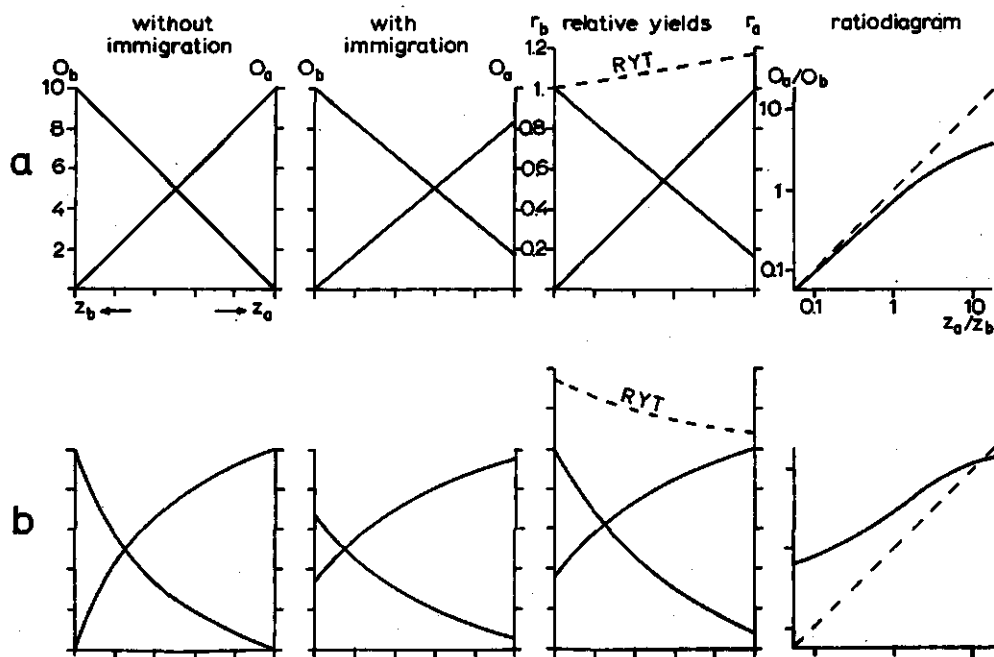 without immigration
with immigration
r_b relative yields r_a
ratiodiagram
O_b O_a
O_b O_a
O_a/O_b
1.2
RYT
10
1.
10
8
0.8
6
0.6
1
4
0.4
2
0.2
0.1
a
z_b ← → z_a
0.1 1 10
z_a/z_b
RYT
b